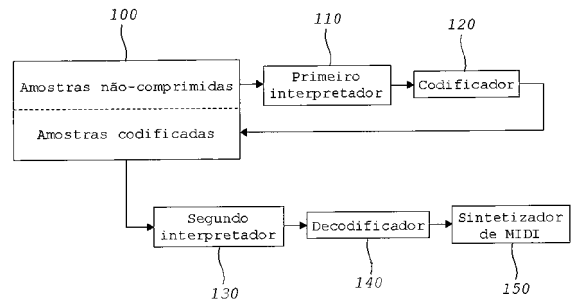 100
110
120
Amostras não-comprimidas
Primeiro
interpretador
Codificador
Amostras codificadas
Segundo
interpretador
Decodificador
Sintetizador
de MIDI
130
140
150